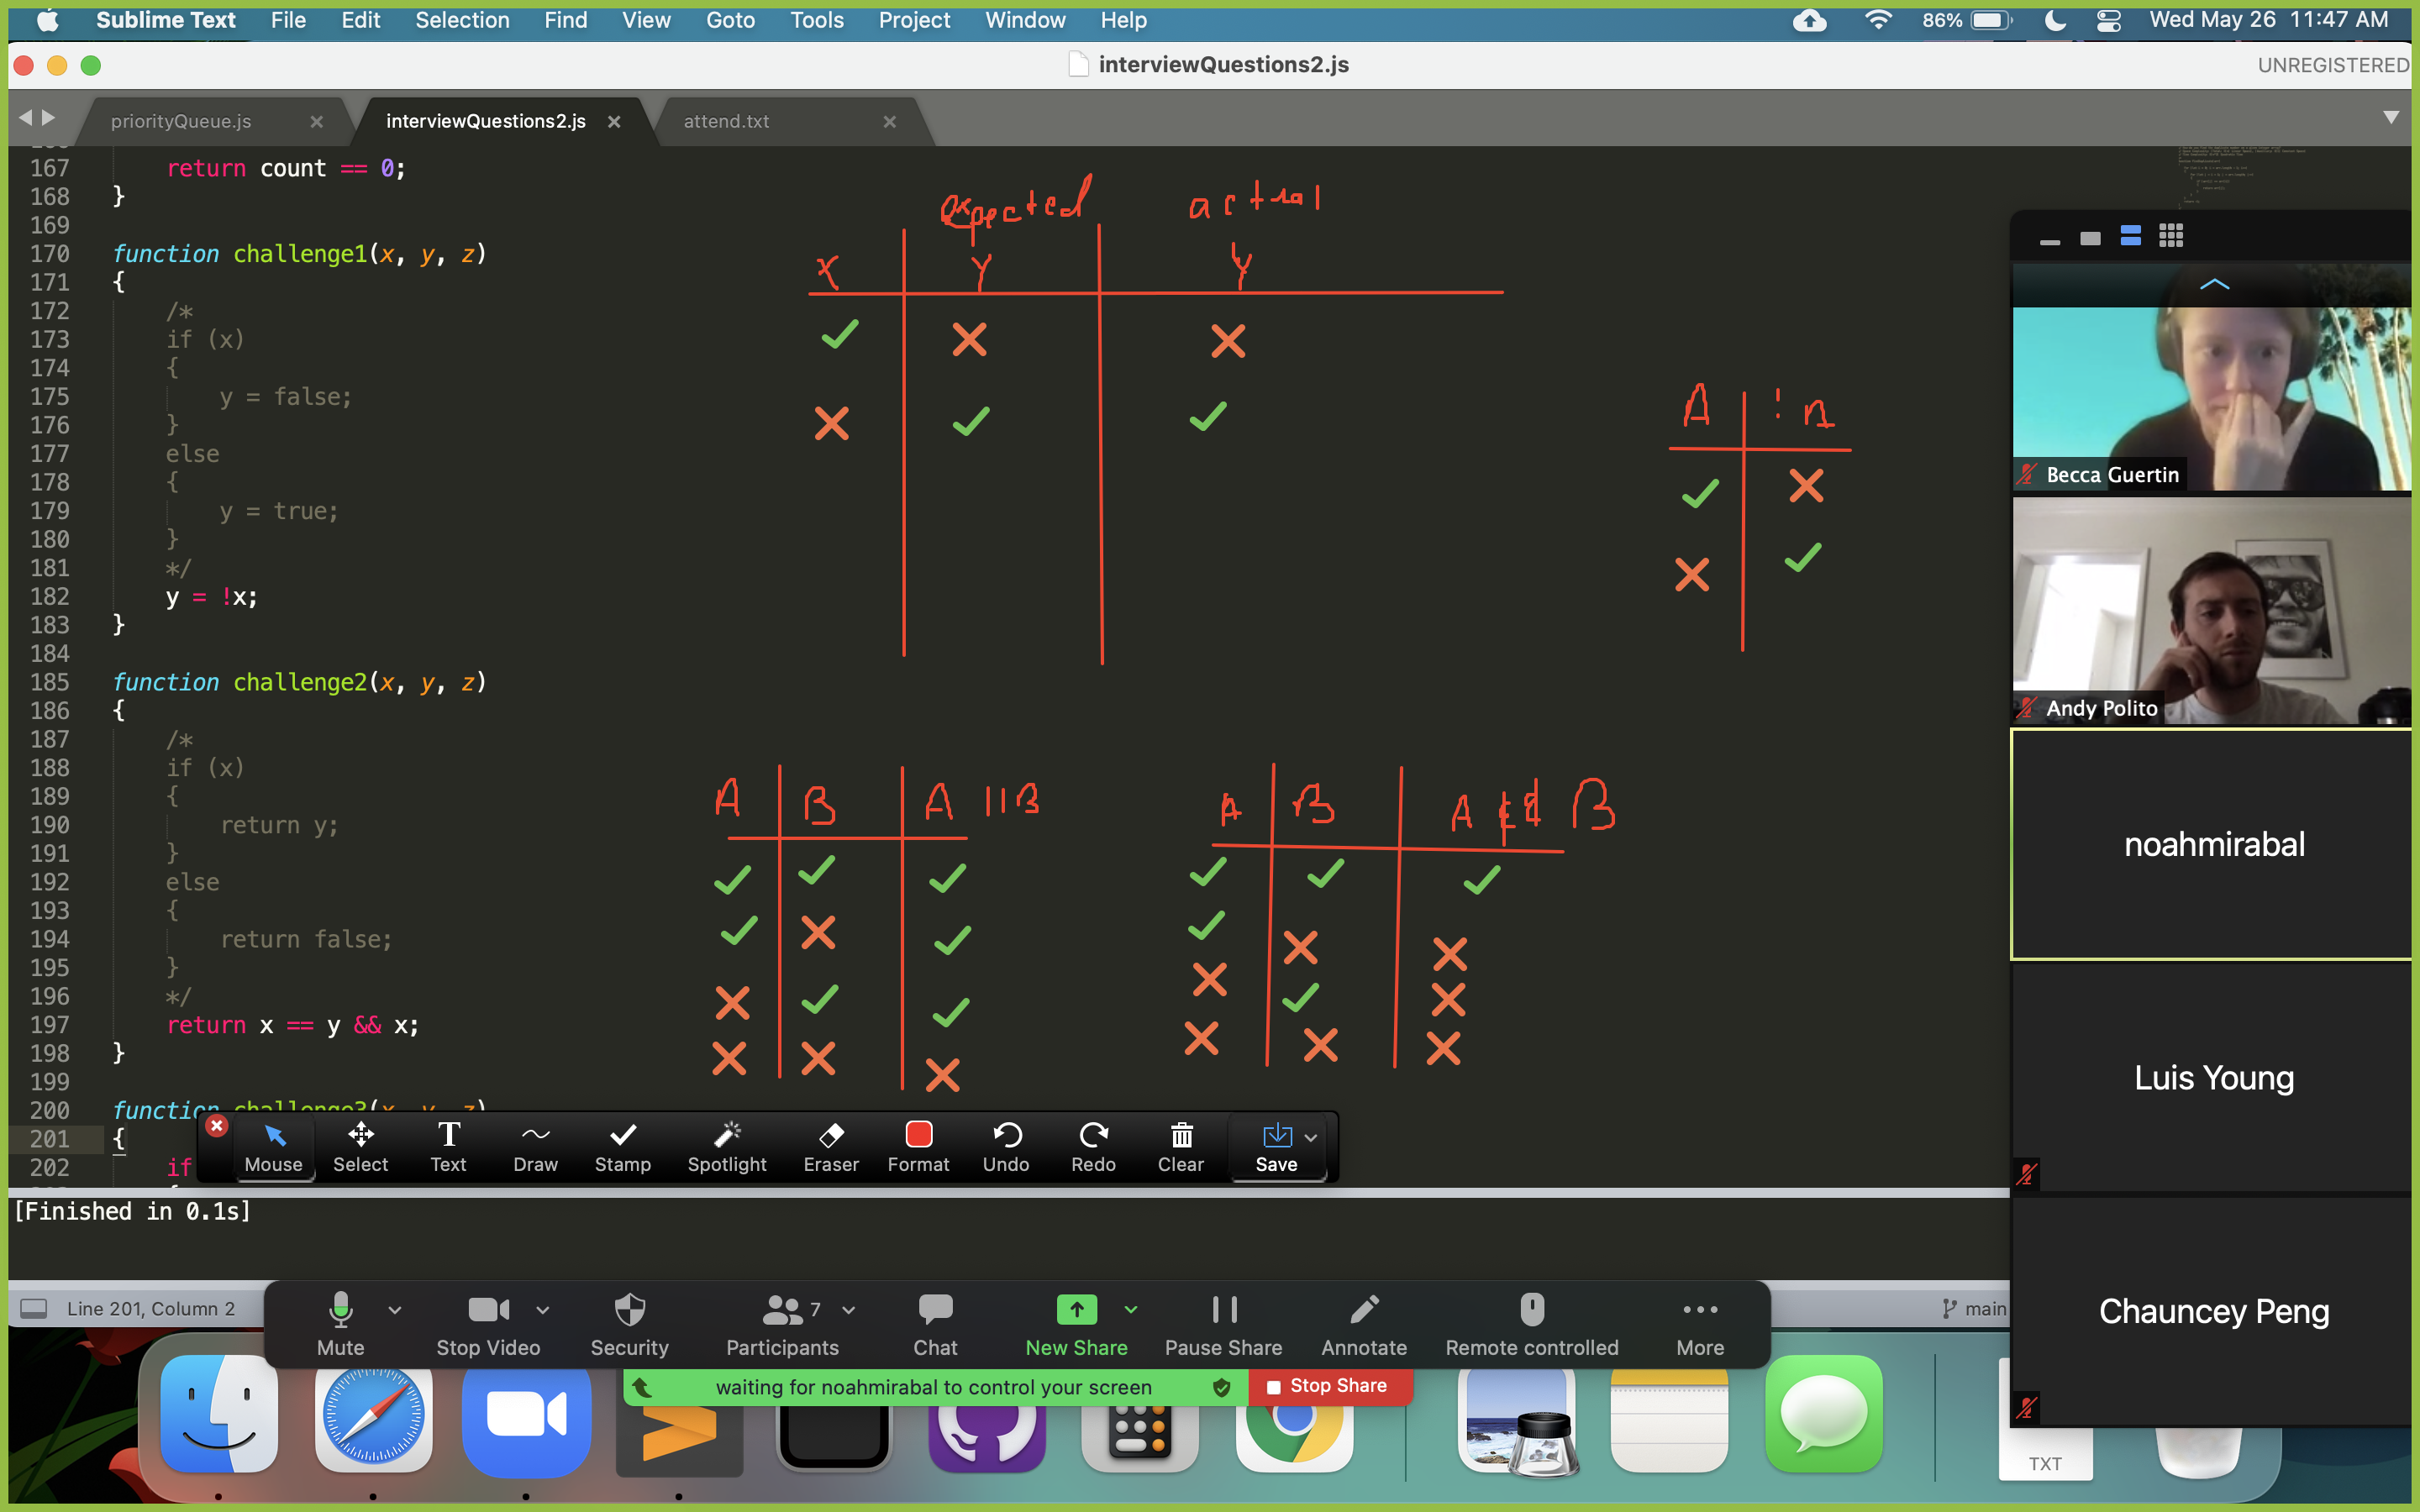 Sublime Text File Edit Selection Find View Goto Tools Project Window Help 86% Wed May 26 11:47 AM
interviewQuestions2.js UNREGISTERED
priorityQueue.js interviewQuestions2.js attend.txt
167 return count == 0;
168 }
169
170 function challenge1(x, y, z)
171 {
172 /*
173 if (x)
174 {
175 y = false;
176 }
177 else
178 {
179 y = true;
180 }
181 */
182 y = !x;
183 }
184
185 function challenge2(x, y, z)
186 {
187 /*
188 if (x)
189 {
190 return y;
191 }
192 else
193 {
194 return false;
195 }
196 */
197 return x == y && x;
198 }
199
200 function challenge3(x, y, z)
201 {
202 if
expected actual
x Y Y
A !A
A B A || B
A B A && B
Becca Guertin
Andy Polito
noahmirabal
Luis Young
Chauncey Peng
Mouse Select Text Draw Stamp Spotlight Eraser Format Undo Redo Clear Save
[Finished in 0.1s]
Line 201, Column 2 main
7
Mute Stop Video Security Participants Chat New Share Pause Share Annotate Remote controlled More
waiting for noahmirabal to control your screen Stop Share
TXT